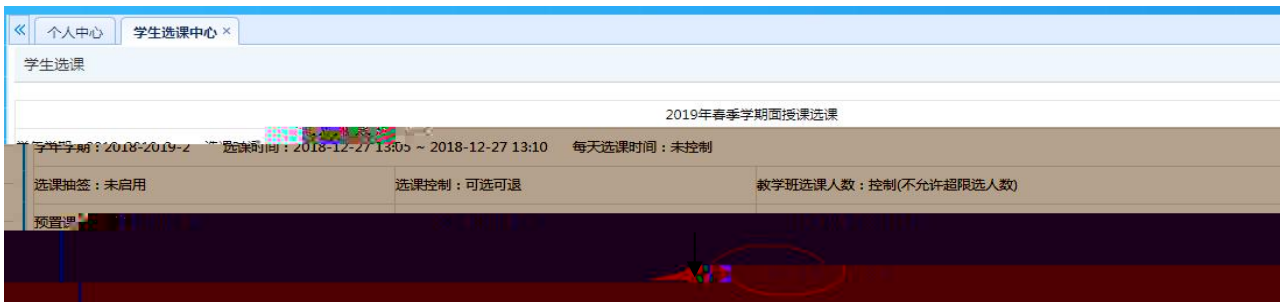 个人中心 学生选课中心 ×
学生选课
2019年春季学期面授课选课
学年学期：2018-2019-2 选课时间：2018-12-27 13:05 ~ 2018-12-27 13:10 每天选课时间：未控制
选课抽签：未启用 选课控制：可选可退 教学班选课人数：控制(不允许超限选人数)
预置课